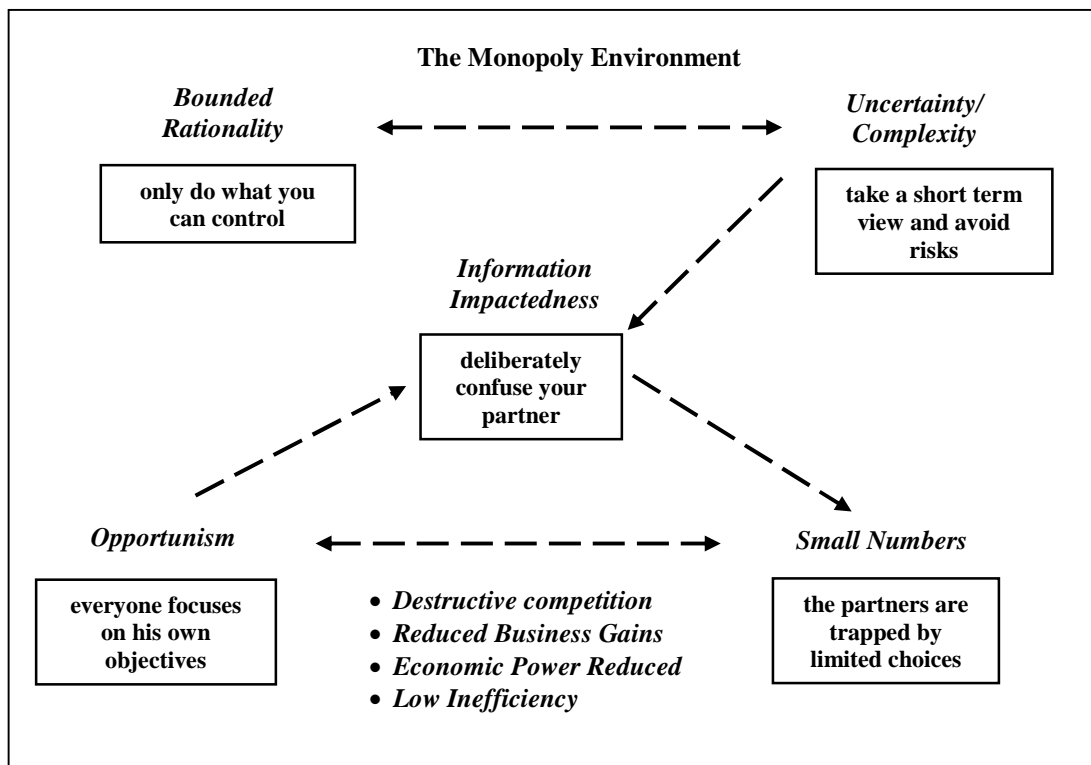 The Monopoly Environment
Bounded
Rationality
Uncertainty/
Complexity
only do what you
can control
take a short term
view and avoid
risks
Information
Impactedness
deliberately
confuse your
partner
Opportunism
Small Numbers
everyone focuses
on his own
objectives
• Destructive competition
• Reduced Business Gains
• Economic Power Reduced
• Low Inefficiency
the partners are
trapped by
limited choices